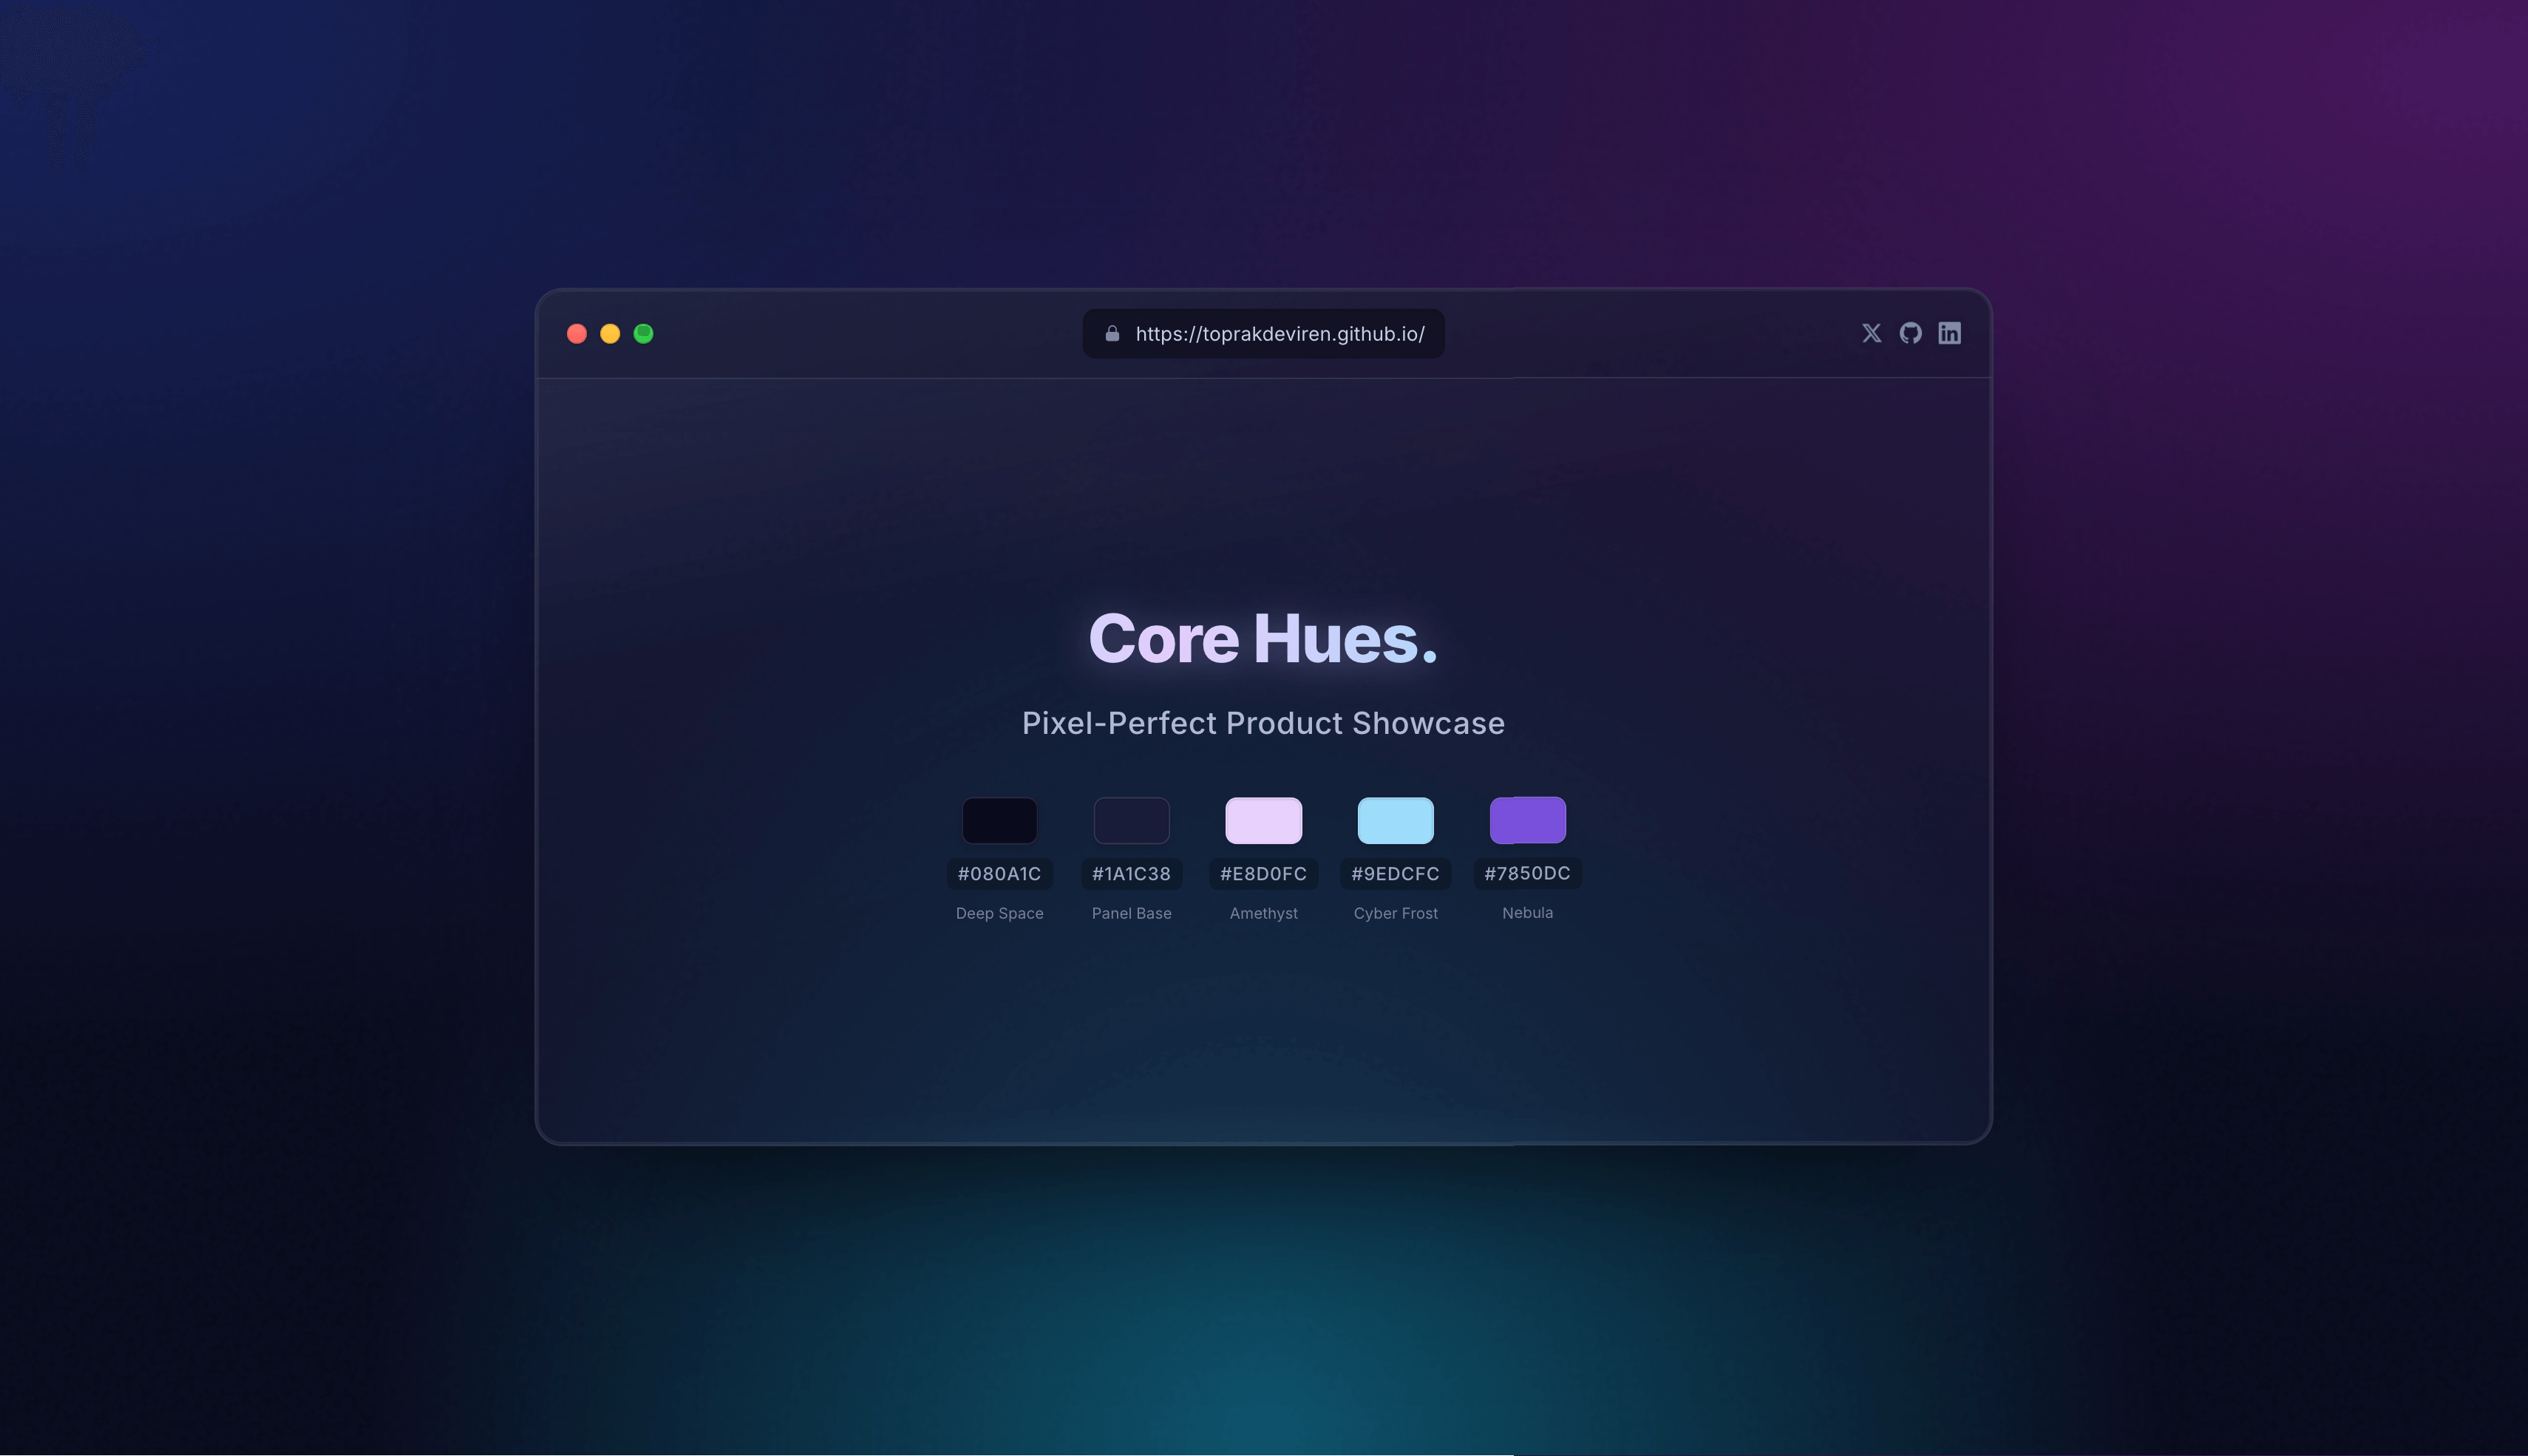 https://toprakdeviren.github.io/
Core Hues.
Pixel-Perfect Product Showcase
#080A1C #1A1C38 #E8D0FC #9EDCFC #7850DC
Deep Space Panel Base Amethyst Cyber Frost Nebula